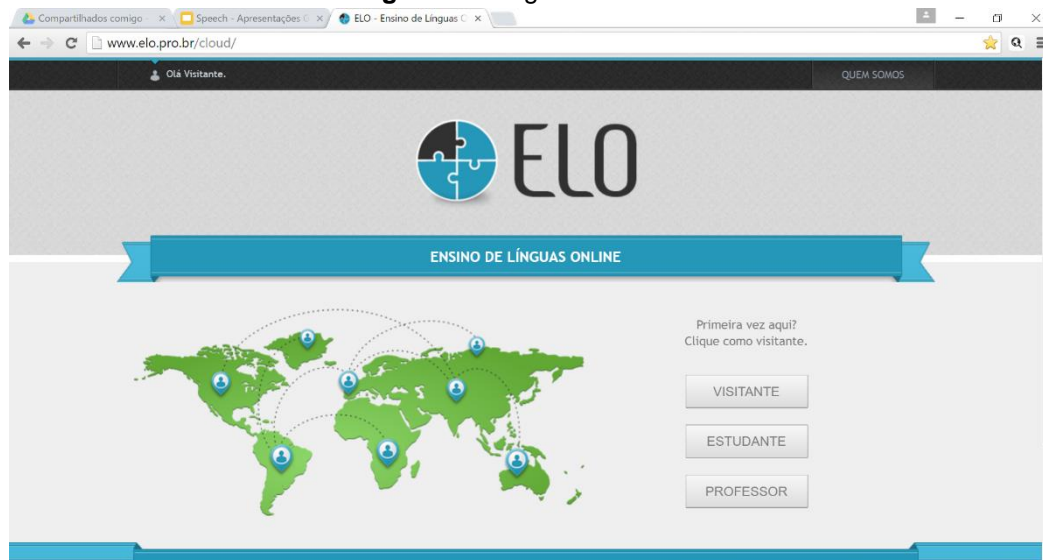 Compartilhados comigo
Speech - Apresentações
ELO - Ensino de Línguas
www.elo.pro.br/cloud/
Olá Visitante.
QUEM SOMOS
ELO
ENSINO DE LÍNGUAS ONLINE
Primeira vez aqui?
Clique como visitante.
VISITANTE
ESTUDANTE
PROFESSOR